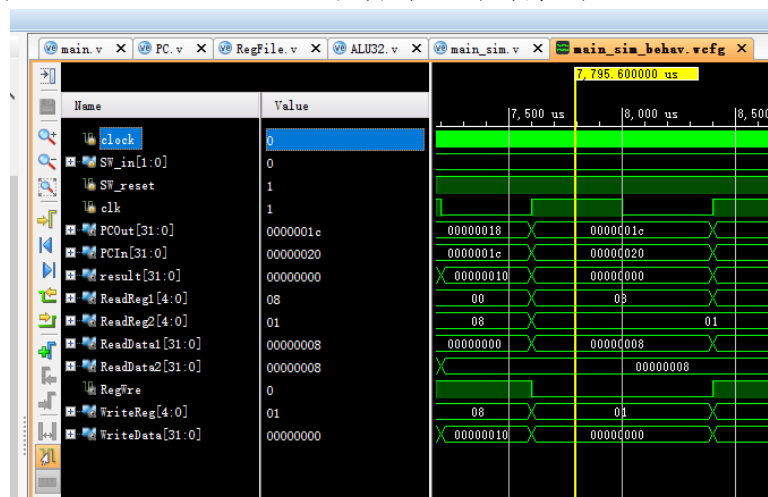 main.v PC.v RegFile.v ALU32.v main_sim.v main_sim_behav.wcfg
7,795.600000 us
Name Value
7,500 us 8,000 us 8,500
clock 0
SW_in[1:0] 0
SW_reset 1
clk 1
PCOut[31:0] 0000001c 00000018 0000001c
PCIn[31:0] 00000020 0000001c 00000020
result[31:0] 00000000 00000010 00000000
ReadReg1[4:0] 08 00 08
ReadReg2[4:0] 01 08 01
ReadData1[31:0] 00000008 00000000 00000008
ReadData2[31:0] 00000008 00000008
RegWre 0
WriteReg[4:0] 01 08 01
WriteData[31:0] 00000000 00000010 00000000